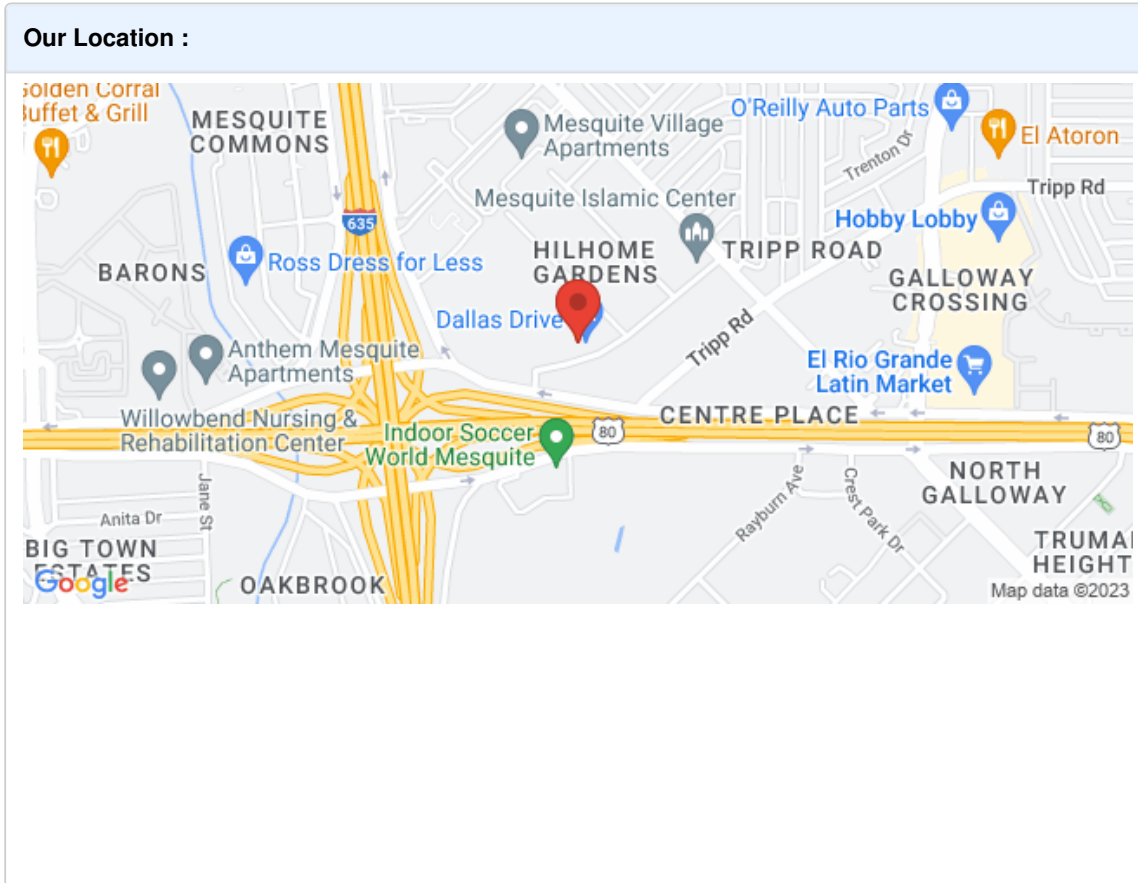 Our Location :
Golden Corral
Buffet & Grill
MESQUITE
COMMONS
Mesquite Village
Apartments
O'Reilly Auto Parts
El Atoron
Trenton Dr
Tripp Rd
Mesquite Islamic Center
635
Hobby Lobby
HILHOME
GARDENS
TRIPP ROAD
BARONS
Ross Dress for Less
GALLOWAY
CROSSING
Dallas Drive
Tripp Rd
Anthem Mesquite
Apartments
El Rio Grande
Latin Market
Willowbend Nursing &
Rehabilitation Center
CENTRE PLACE
Indoor Soccer
World Mesquite
80
80
NORTH
GALLOWAY
Jane St
Rayburn Ave
Crest Park Dr
Anita Dr
BIG TOWN
ESTATES
TRUMA
HEIGHT
OAKBROOK
Google
Map data ©2023